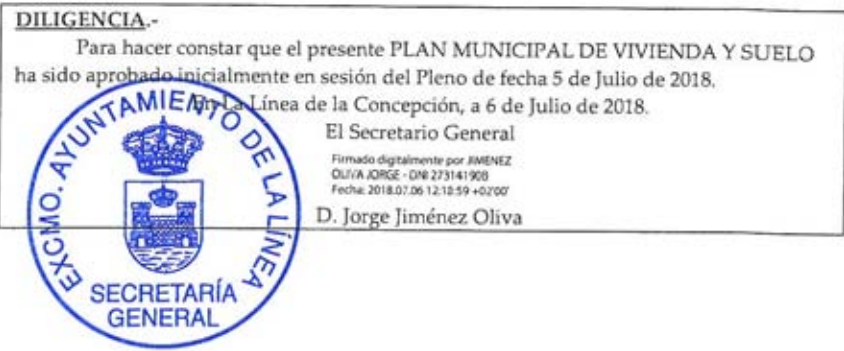 DILIGENCIA.-
Para hacer constar que el presente PLAN MUNICIPAL DE VIVIENDA Y SUELO
ha sido aprobado inicialmente en sesión del Pleno de fecha 5 de Julio de 2018.
En La Línea de la Concepción, a 6 de Julio de 2018.
El Secretario General
Firmado digitalmente por JIMENEZ
OLIVA JORGE - DNI 27314190B
Fecha: 2018.07.06 12:10:59 +02'00'
D. Jorge Jiménez Oliva
EXCMO. AYUNTAMIENTO DE LA LÍNEA
SECRETARÍA
GENERAL